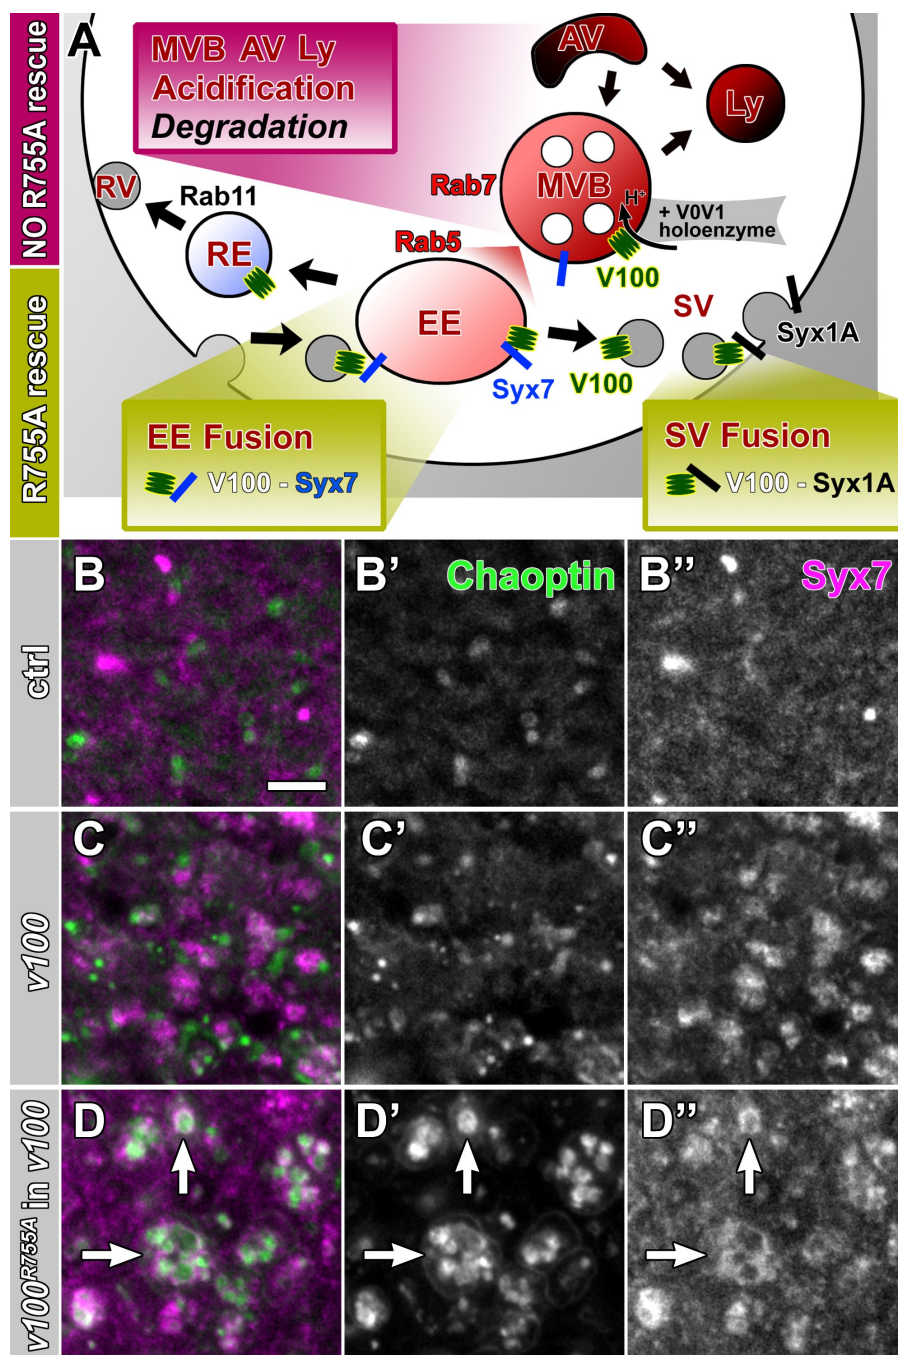 NO R755A rescue
R755A rescue
A
MVB AV Ly
Acidification
Degradation
AV
Ly
Rab7
MVB
H+
+ V0V1
holoenzyme
V100
RV
Rab11
RE
Rab5
EE
SV
Syx1A
Syx7
V100
EE Fusion
V100 - Syx7
SV Fusion
V100 - Syx1A
ctrl
B
B' Chaoptin
B" Syx7
v100
C
C'
C"
v100R755A in v100
D
D'
D"